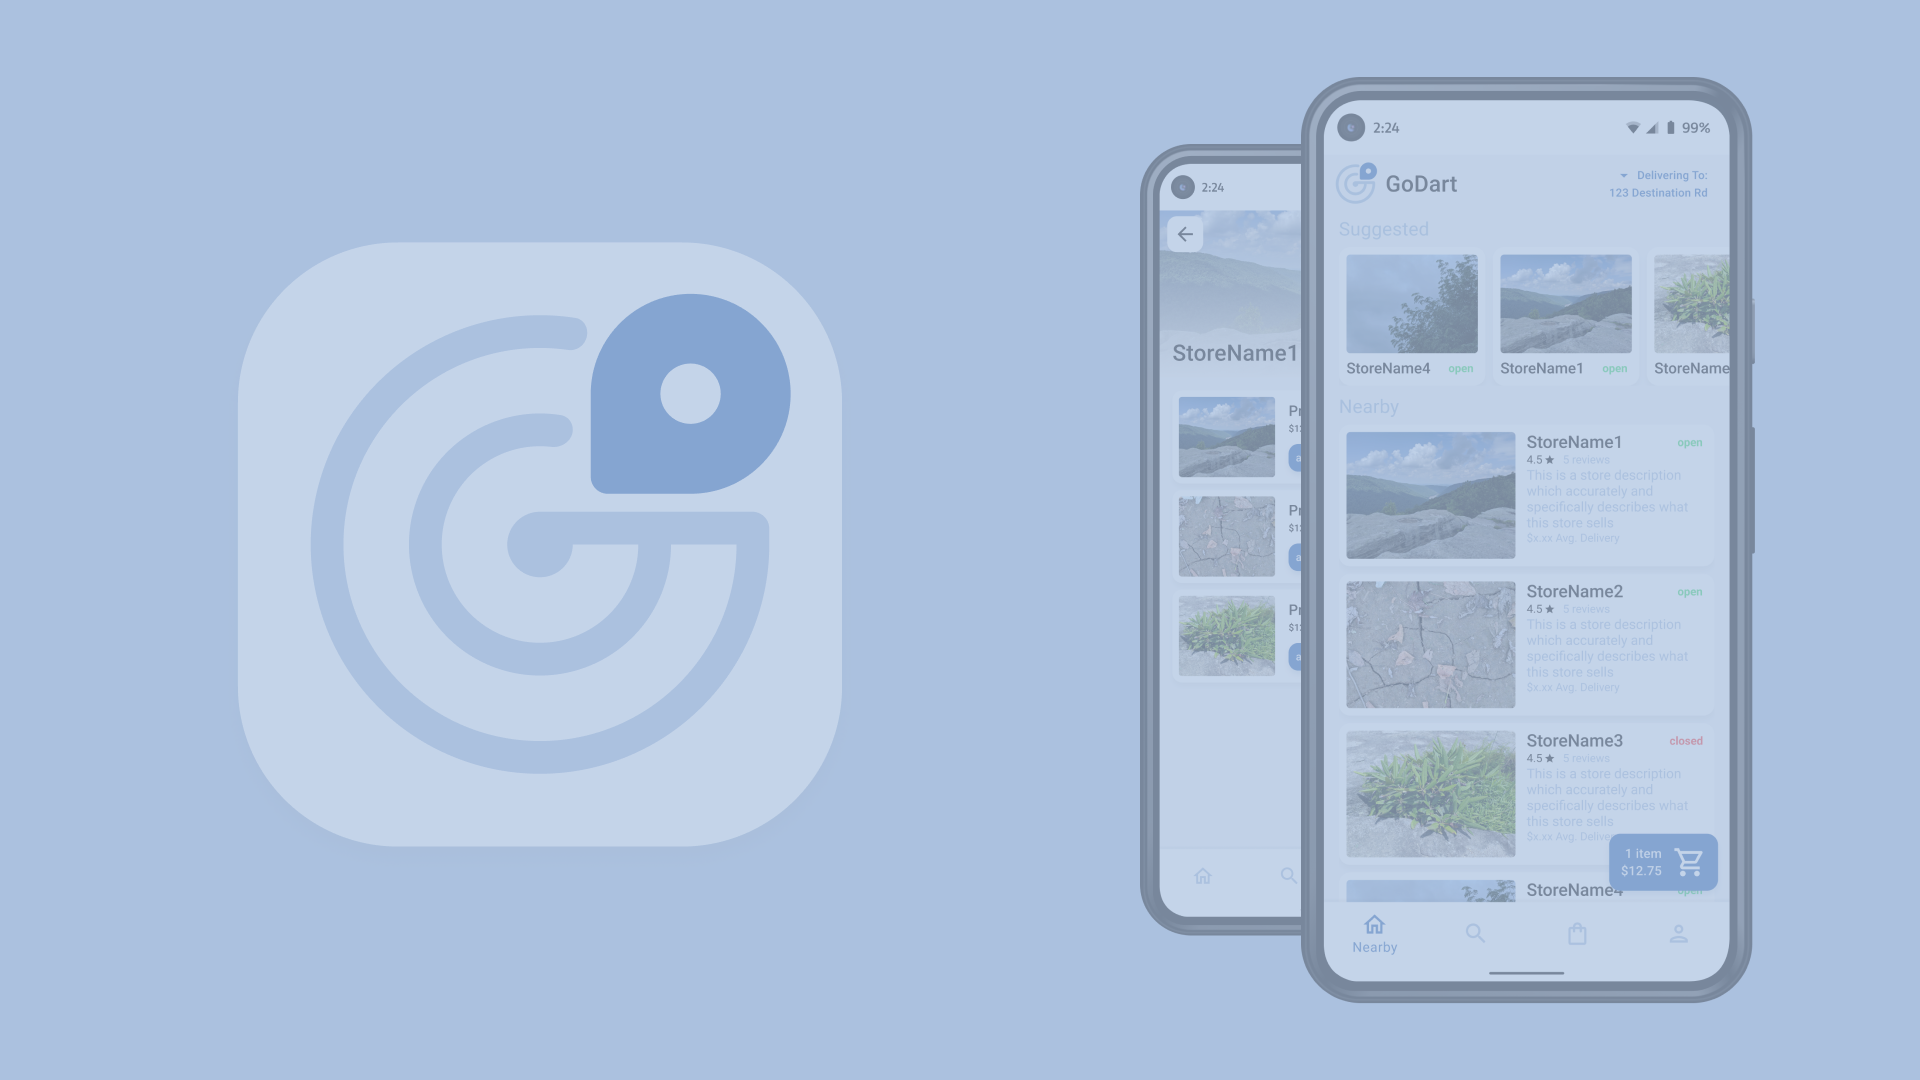 2:24
StoreName1
Pr
$1
a
Pr
$1
a
Pr
$1
a
2:24
99%
GoDart
Delivering To:
123 Destination Rd
Suggested
StoreName4 open
StoreName1 open
StoreName
Nearby
StoreName1 open
4.5 ★ 5 reviews
This is a store description
which accurately and
specifically describes what
this store sells
$x.xx Avg. Delivery
StoreName2 open
4.5 ★ 5 reviews
This is a store description
which accurately and
specifically describes what
this store sells
$x.xx Avg. Delivery
StoreName3 closed
4.5 ★ 5 reviews
This is a store description
which accurately and
specifically describes what
this store sells
$x.xx Avg. Delive
1 item
$12.75
StoreName4 open
Nearby